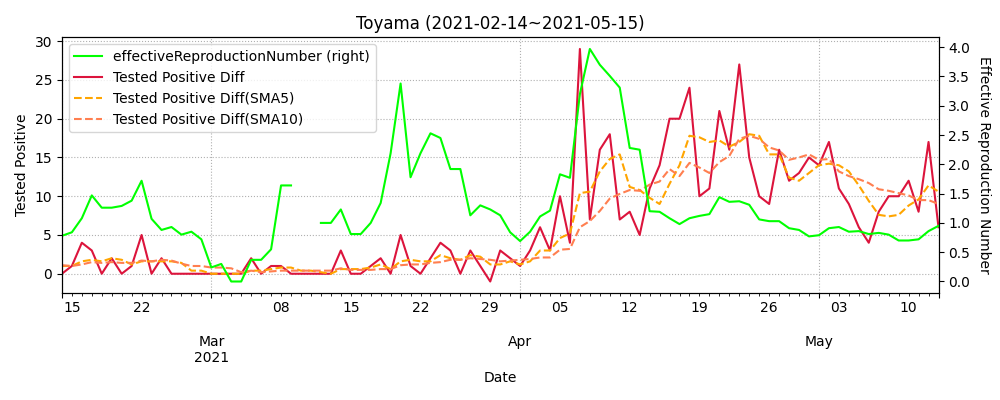 Toyama (2021-02-14~2021-05-15)
effectiveReproductionNumber (right)
Tested Positive Diff
Tested Positive Diff(SMA5)
Tested Positive Diff(SMA10)
Tested Positive
30
25
20
15
10
5
0
Effective Reproduction Number
4.0
3.5
3.0
2.5
2.0
1.5
1.0
0.5
0.0
15 22 08 15 22 29 05 12 19 26 03 10
Mar Apr May
2021
Date